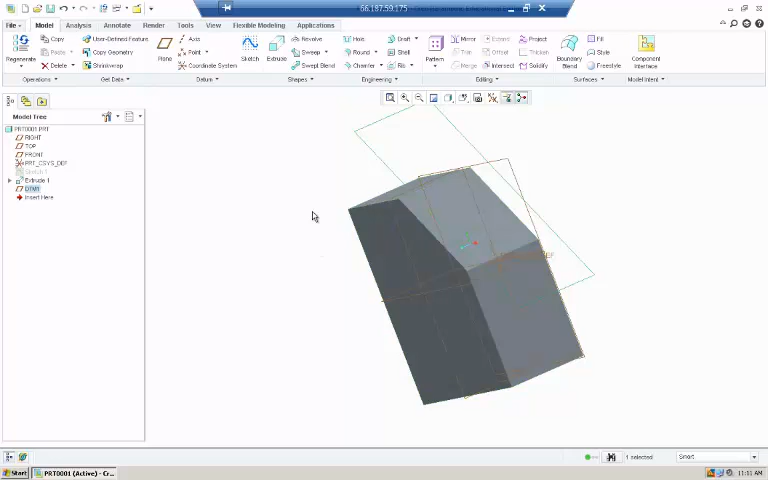 66.187.59.175
File Model Analysis Annotate Render Tools View Flexible Modeling Applications
Regenerate Copy Paste Delete User-Defined Feature Copy Geometry Shrinkwrap Plane Axis Point Coordinate System Sketch Extrude Revolve Sweep Swept Blend Hole Round Chamfer Draft Shell Rib Pattern Mirror Trim Merge Extend Offset Intersect Project Thicken Solidify Boundary Blend Fill Style Freestyle Component Interface
Operations Get Data Datum Shapes Engineering Editing Surfaces Model Intent
Model Tree
PRT0001.PRT
RIGHT
TOP
FRONT
PRT_CSYS_DEF
Sketch 1
Extrude 1
DTM1
Insert Here
1 selected Smart
Start PRT0001 (Active) - Cr... 11:11 AM